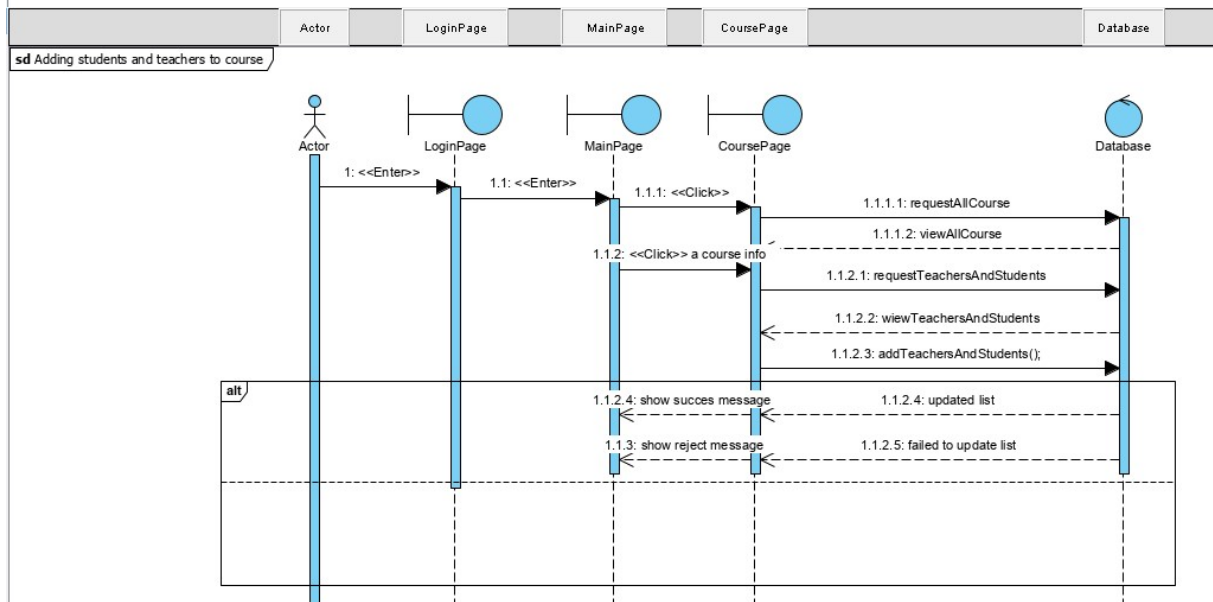 Actor LoginPage MainPage CoursePage Database
sd Adding students and teachers to course
Actor LoginPage MainPage CoursePage Database
1: <<Enter>>
1.1: <<Enter>>
1.1.1: <<Click>>
1.1.1.1: requestAllCourse
1.1.1.2: viewAllCourse
1.1.2: <<Click>> a course info
1.1.2.1: requestTeachersAndStudents
1.1.2.2: wiewTeachersAndStudents
1.1.2.3: addTeachersAndStudents();
alt
1.1.2.4: show succes message 1.1.2.4: updated list
1.1.3: show reject message 1.1.2.5: failed to update list